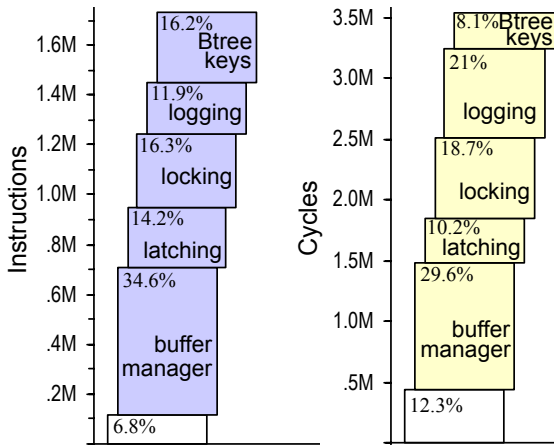 Instructions
1.6M
1.4M
1.2M
1.0M
.8M
.6M
.4M
.2M
16.2%
Btree
keys
11.9%
logging
16.3%
locking
14.2%
latching
34.6%
buffer
manager
6.8%
Cycles
3.5M
3.0M
2.5M
2.0M
1.5M
1.0M
.5M
8.1%
Btree
keys
21%
logging
18.7%
locking
10.2%
latching
29.6%
buffer
manager
12.3%